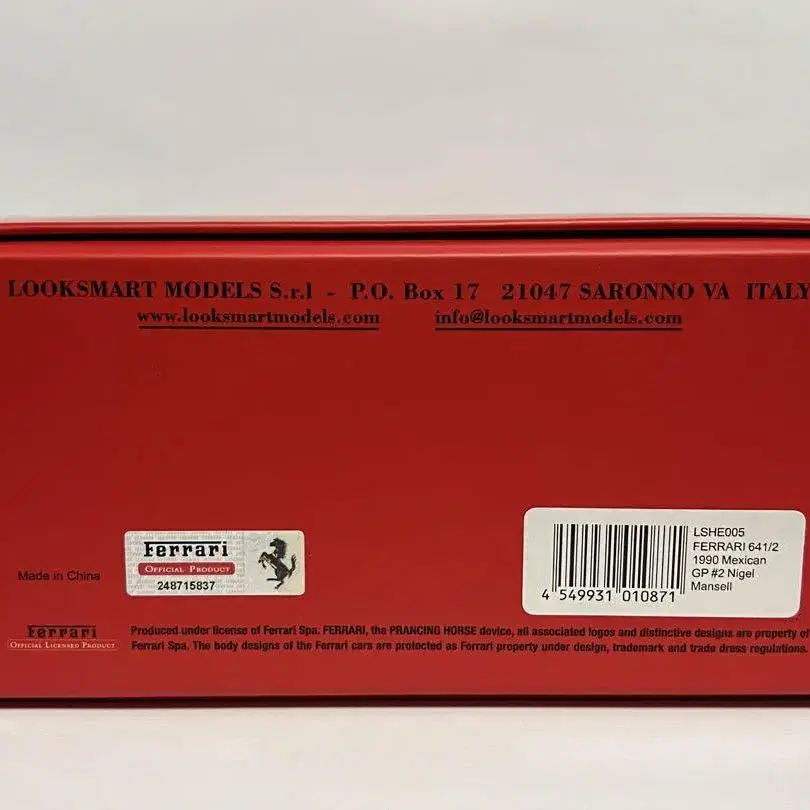 LOOKSMART MODELS S.r.l - P.O. Box 17 21047 SARONNO VA ITALY
www.looksmartmodels.com info@looksmartmodels.com
Ferrari
OFFICIAL PRODUCT
248715837
Made in China
LSHE005
FERRARI 641/2
1990 Mexican
GP #2 Nigel
Mansell
4 549931 010871
Ferrari
OFFICIAL LICENSED PRODUCT
Produced under license of Ferrari Spa. FERRARI, the PRANCING HORSE device, all associated logos and distinctive designs are property of
Ferrari Spa. The body designs of the Ferrari cars are protected as Ferrari property under design, trademark and trade dress regulations.